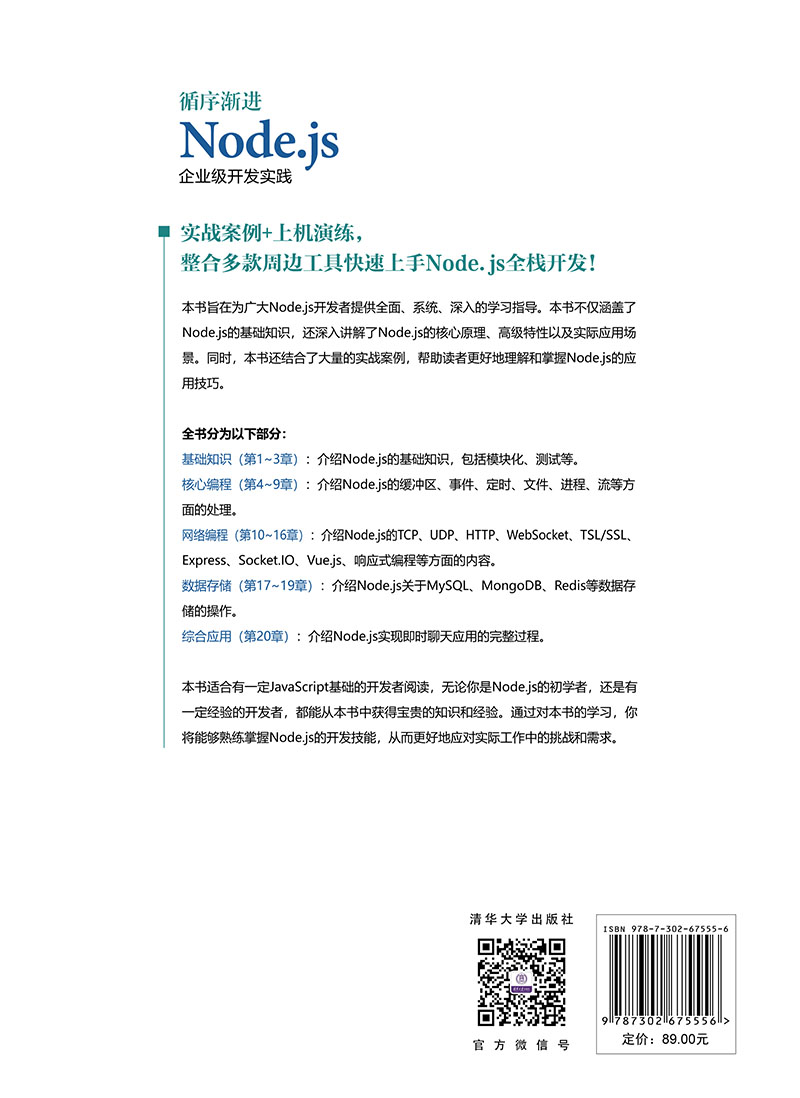 循序渐进
Node.js
企业级开发实践
实战案例+上机演练，
整合多款周边工具快速上手Node.js全栈开发！
本书旨在为广大Node.js开发者提供全面、系统、深入的学习指导。本书不仅涵盖了
Node.js的基础知识，还深入讲解了Node.js的核心原理、高级特性以及实际应用场
景。同时，本书还结合了大量的实战案例，帮助读者更好地理解和掌握Node.js的应
用技巧。
全书分为以下部分：
基础知识（第1~3章）：介绍Node.js的基础知识，包括模块化、测试等。
核心编程（第4~9章）：介绍Node.js的缓冲区、事件、定时、文件、进程、流等方
面的处理。
网络编程（第10~16章）：介绍Node.js的TCP、UDP、HTTP、WebSocket、TSL/SSL、
Express、Socket.IO、Vue.js、响应式编程等方面的内容。
数据存储（第17~19章）：介绍Node.js关于MySQL、MongoDB、Redis等数据存
储的操作。
综合应用（第20章）：介绍Node.js实现即时聊天应用的完整过程。
本书适合有一定JavaScript基础的开发者阅读，无论你是Node.js的初学者，还是有
一定经验的开发者，都能从本书中获得宝贵的知识和经验。通过对本书的学习，你
将能够熟练掌握Node.js的开发技能，从而更好地应对实际工作中的挑战和需求。
清华大学出版社
官方微信号
ISBN 978-7-302-67555-6
9 787302 675556 >
定价：89.00元